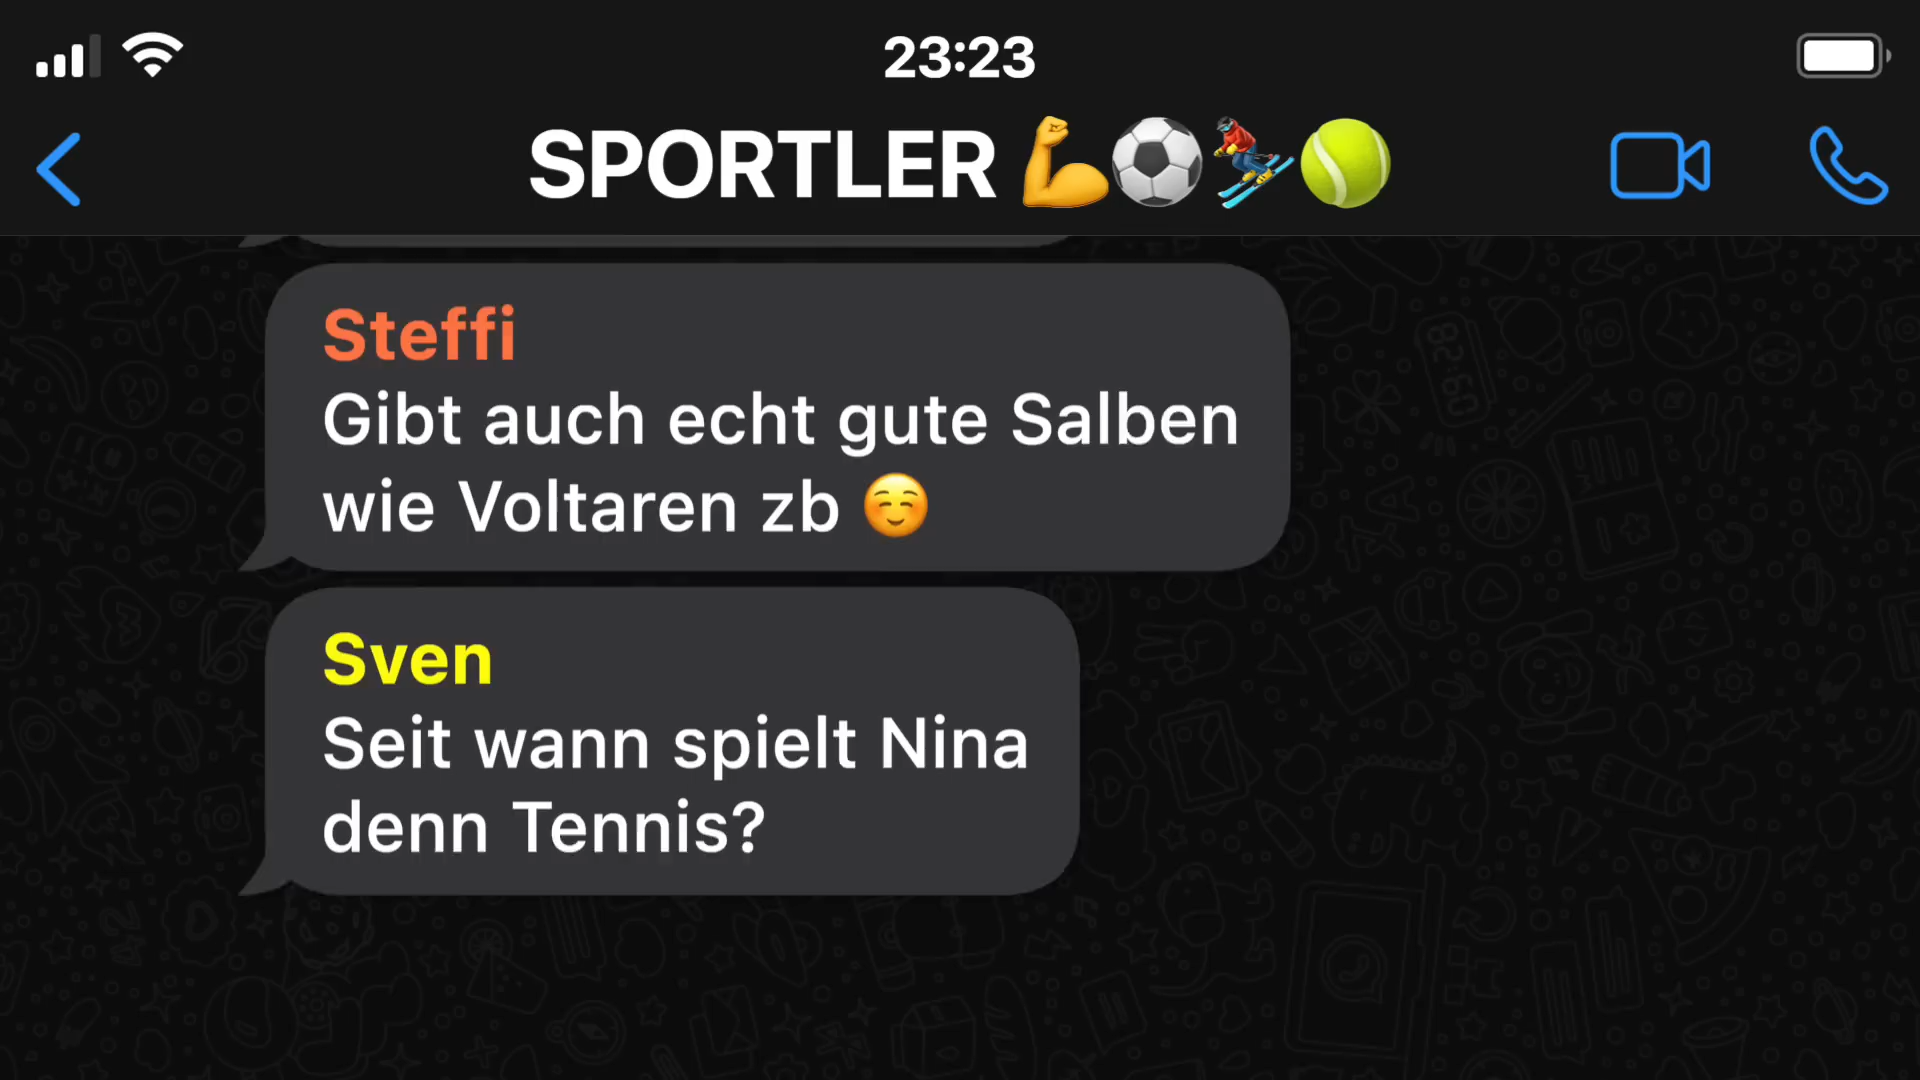 23:23
SPORTLER 💪⚽⛷🎾
Steffi
Gibt auch echt gute Salben
wie Voltaren zb ☺️
Sven
Seit wann spielt Nina
denn Tennis?